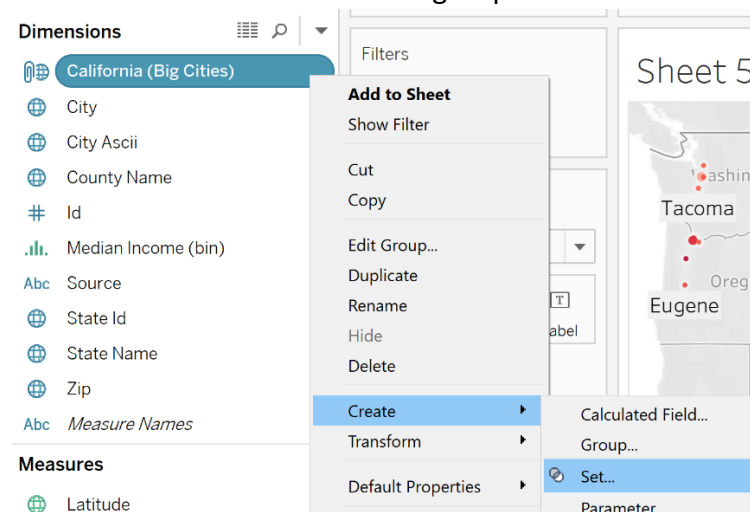 Dimensions
California (Big Cities)
City
City Ascii
County Name
Id
Median Income (bin)
Abc Source
State Id
State Name
Zip
Abc Measure Names
Measures
Latitude
Add to Sheet
Show Filter
Cut
Copy
Edit Group...
Duplicate
Rename
Hide
Delete
Create
Transform
Default Properties
Calculated Field...
Group...
Set...
Parameter
Filters
T
abel
Sheet 5
ashin
Tacoma
Oreg
Eugene